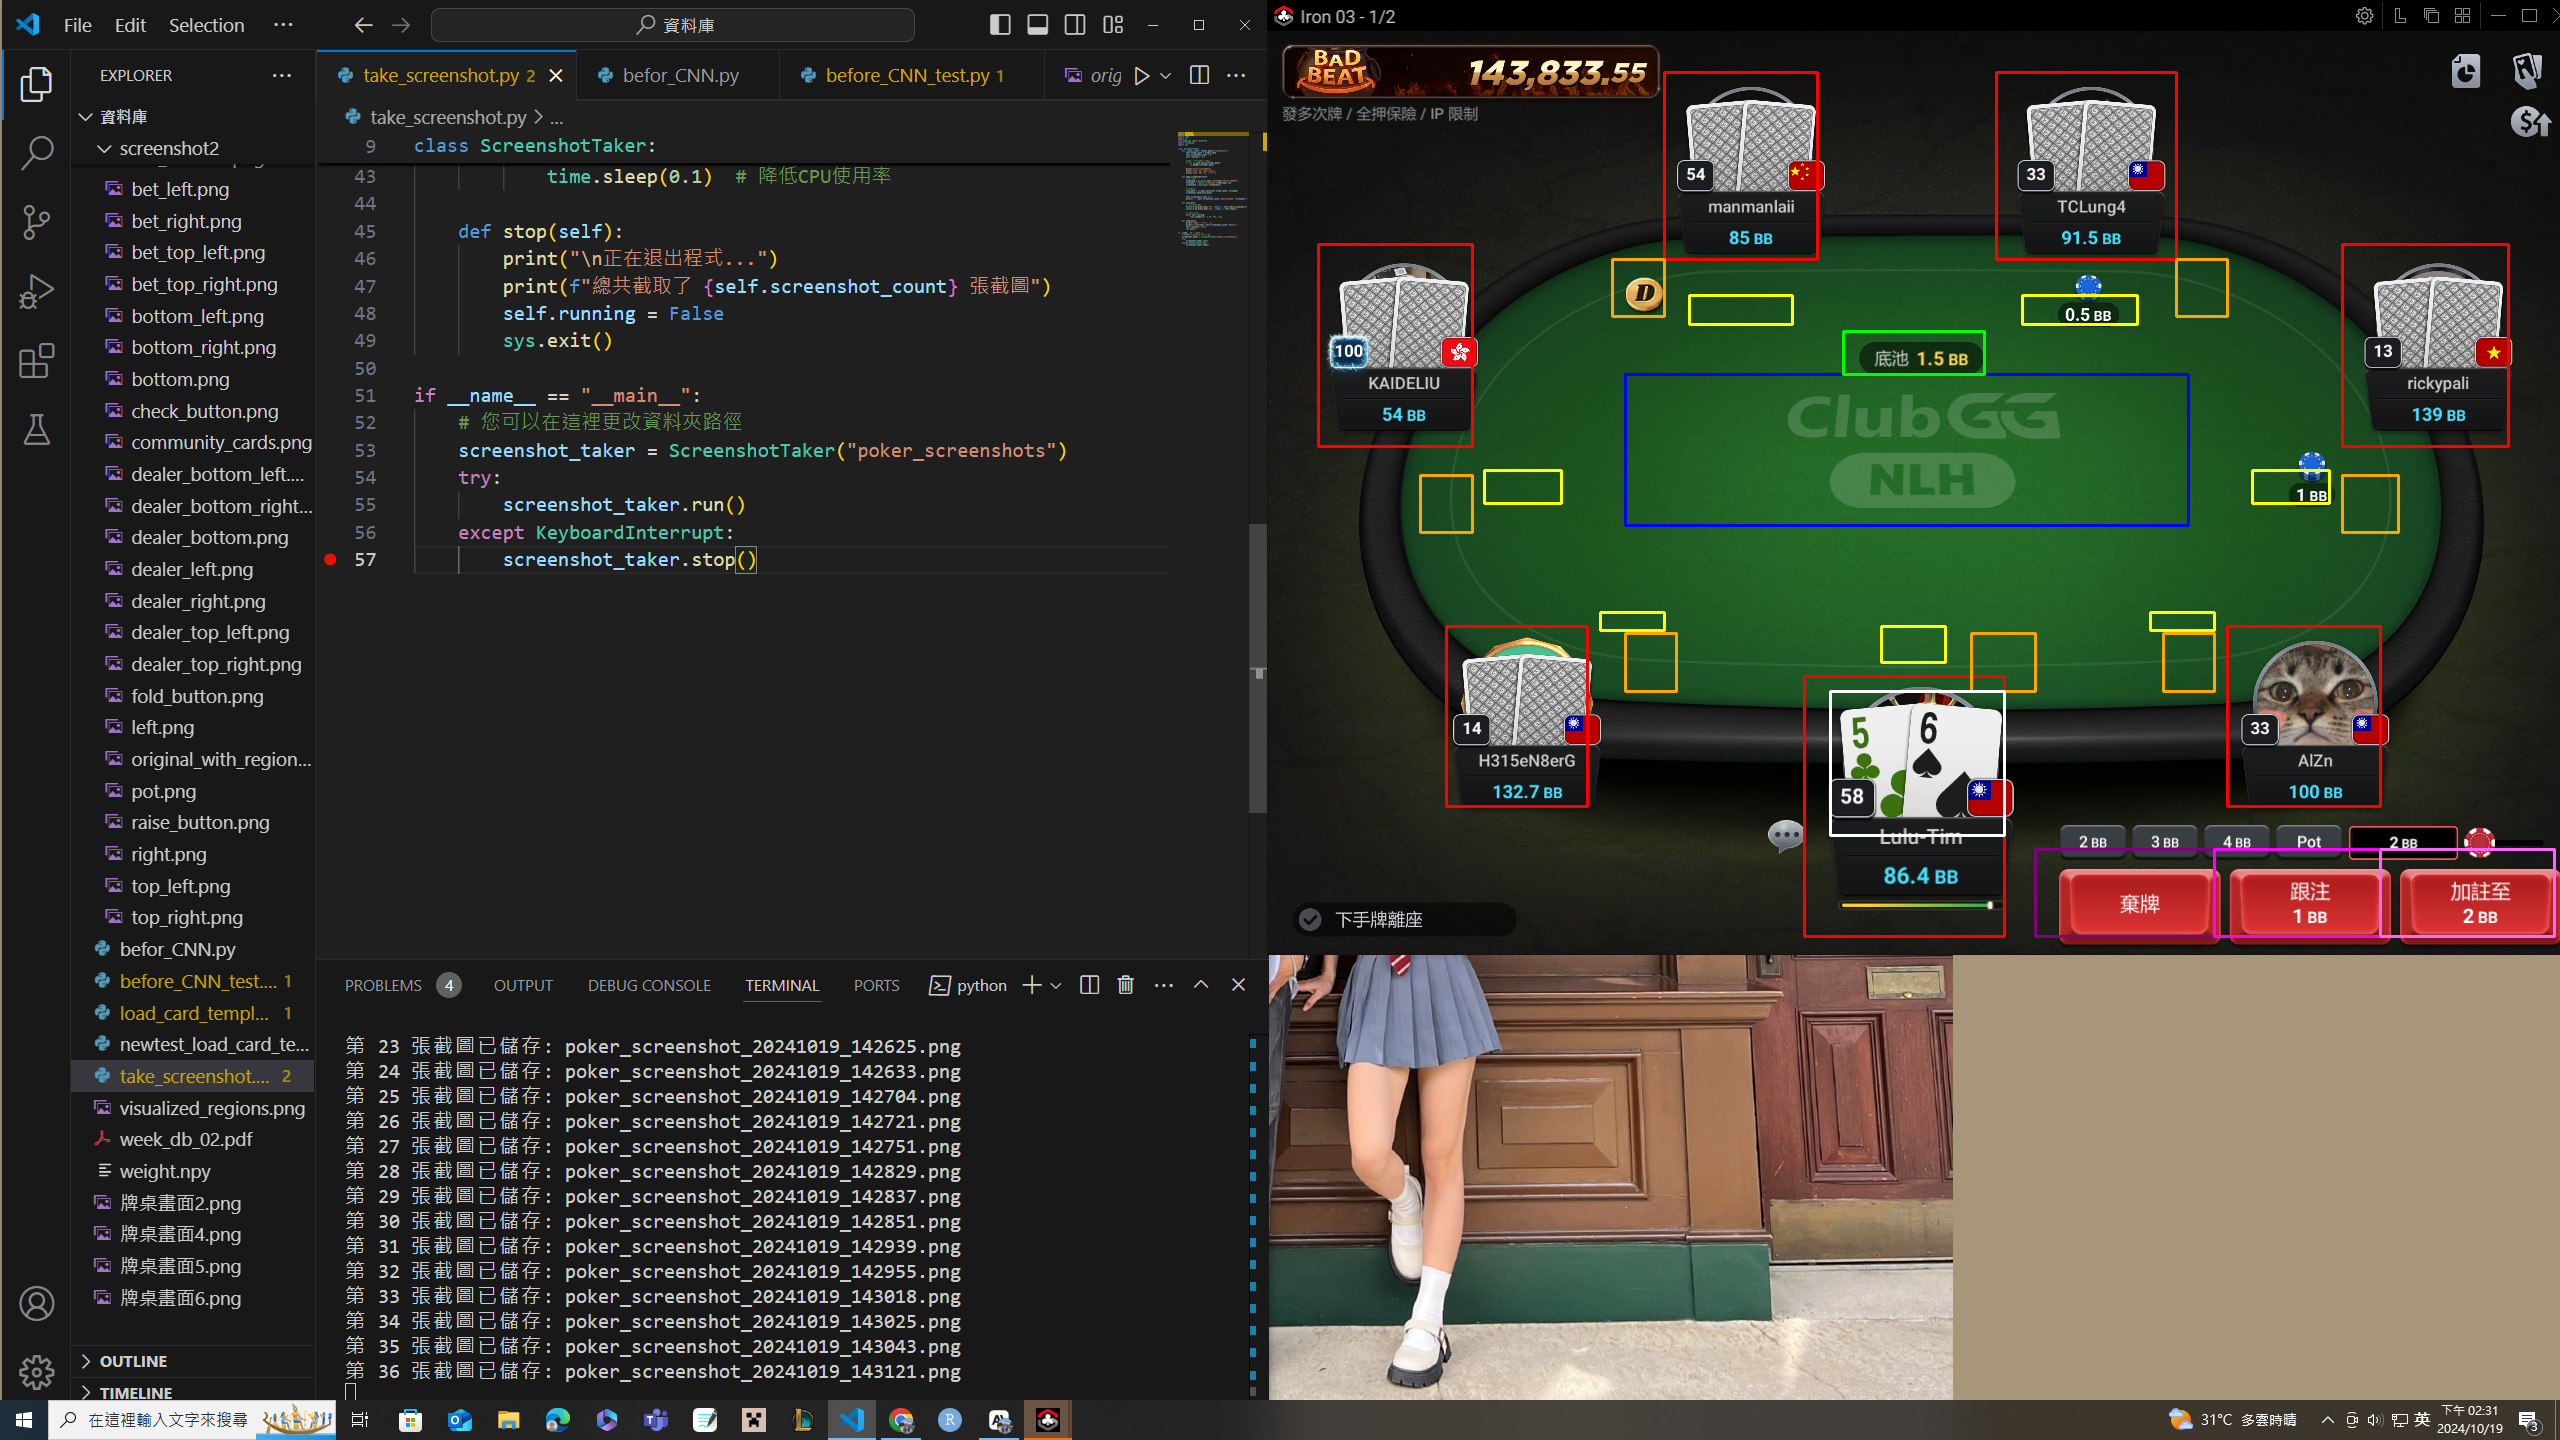 File Edit Selection ···
資料庫
EXPLORER
資料庫
screenshot2
bet_left.png
bet_right.png
bet_top_left.png
bet_top_right.png
bottom_left.png
bottom_right.png
bottom.png
check_button.png
community_cards.png
dealer_bottom_left....
dealer_bottom_right...
dealer_bottom.png
dealer_left.png
dealer_right.png
dealer_top_left.png
dealer_top_right.png
fold_button.png
left.png
original_with_region...
pot.png
raise_button.png
right.png
top_left.png
top_right.png
befor_CNN.py
before_CNN_test.... 1
load_card_templ... 1
newtest_load_card_te...
take_screenshot.... 2
visualized_regions.png
week_db_02.pdf
weight.npy
牌桌畫面2.png
牌桌畫面4.png
牌桌畫面5.png
牌桌畫面6.png
OUTLINE
TIMELINE
take_screenshot.py 2
befor_CNN.py
before_CNN_test.py 1
orig
take_screenshot.py > ...
9 class ScreenshotTaker:
43 time.sleep(0.1) # 降低CPU使用率
44
45 def stop(self):
46 print("\n正在退出程式...")
47 print(f"總共截取了 {self.screenshot_count} 張截圖")
48 self.running = False
49 sys.exit()
50
51 if __name__ == "__main__":
52 # 您可以在這裡更改資料夾路徑
53 screenshot_taker = ScreenshotTaker("poker_screenshots")
54 try:
55 screenshot_taker.run()
56 except KeyboardInterrupt:
57 screenshot_taker.stop()
PROBLEMS 4 OUTPUT DEBUG CONSOLE TERMINAL PORTS python
第 23 張截圖已儲存: poker_screenshot_20241019_142625.png
第 24 張截圖已儲存: poker_screenshot_20241019_142633.png
第 25 張截圖已儲存: poker_screenshot_20241019_142704.png
第 26 張截圖已儲存: poker_screenshot_20241019_142721.png
第 27 張截圖已儲存: poker_screenshot_20241019_142751.png
第 28 張截圖已儲存: poker_screenshot_20241019_142829.png
第 29 張截圖已儲存: poker_screenshot_20241019_142837.png
第 30 張截圖已儲存: poker_screenshot_20241019_142851.png
第 31 張截圖已儲存: poker_screenshot_20241019_142939.png
第 32 張截圖已儲存: poker_screenshot_20241019_142955.png
第 33 張截圖已儲存: poker_screenshot_20241019_143018.png
第 34 張截圖已儲存: poker_screenshot_20241019_143025.png
第 35 張截圖已儲存: poker_screenshot_20241019_143043.png
第 36 張截圖已儲存: poker_screenshot_20241019_143121.png
Iron 03 - 1/2
BAD BEAT 143,833.55
發多次牌 / 全押保險 / IP 限制
54
manmanlaii
85 BB
33
TCLung4
91.5 BB
100
KAIDELIU
54 BB
13
rickypali
139 BB
D
0.5 BB
底池 1.5 BB
ClubGG
NLH
1 BB
14
H315eN8erG
132.7 BB
5 6
58
Lulu-Tim
86.4 BB
33
AlZn
100 BB
2 BB 3 BB 4 BB Pot 2 BB
棄牌
跟注
1 BB
加註至
2 BB
下手牌離座
在這裡輸入文字來搜尋
31°C 多雲時晴
英
下午 02:31
2024/10/19
3